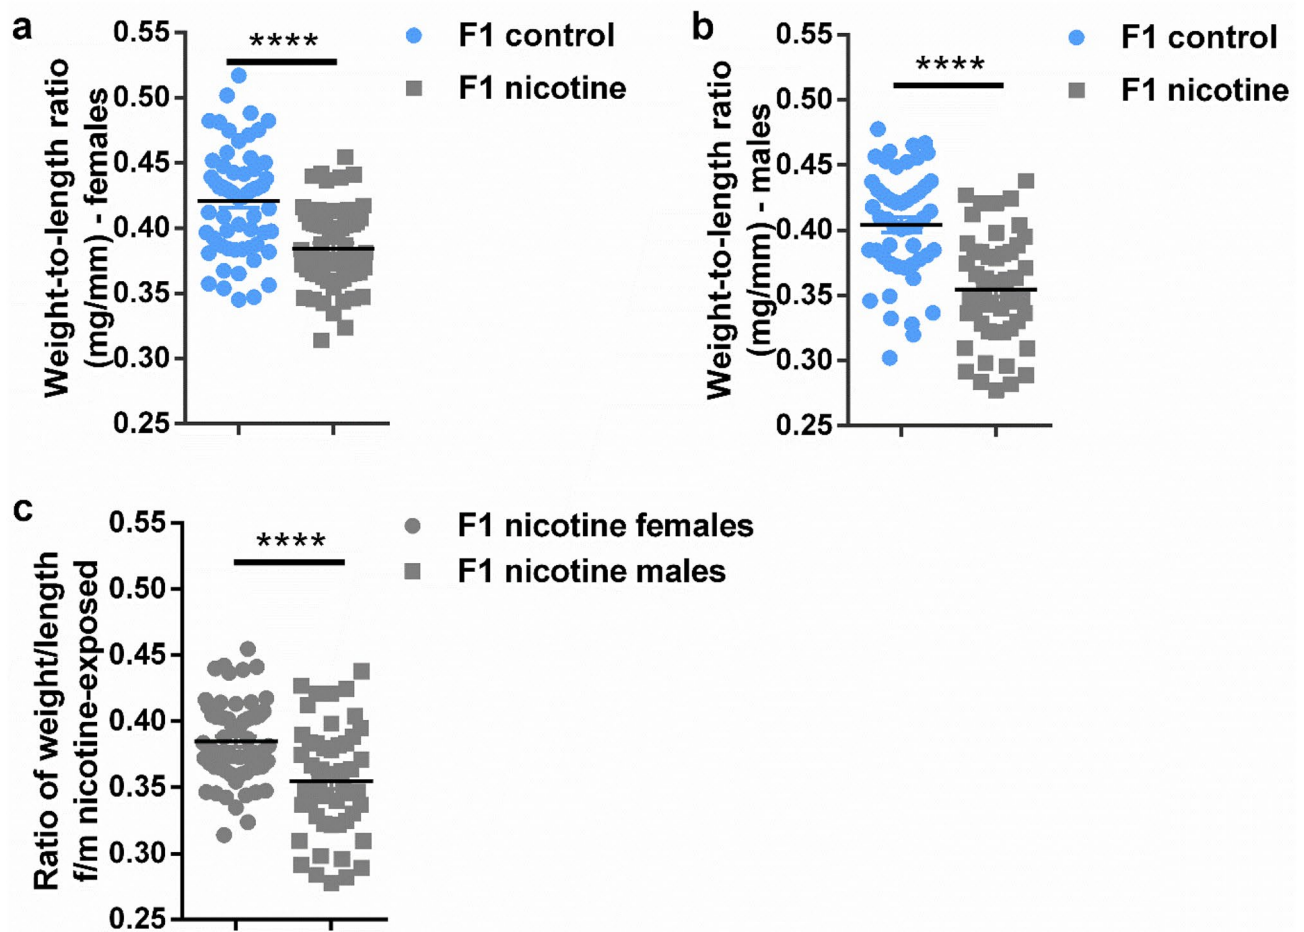 a
Weight-to-length ratio
(mg/mm) - females
0.55
0.50
0.45
0.40
0.35
0.30
0.25
****
F1 control
F1 nicotine
b
Weight-to-length ratio
(mg/mm) - males
0.55
0.50
0.45
0.40
0.35
0.30
0.25
****
F1 control
F1 nicotine
c
Ratio of weight/length
f/m nicotine-exposed
0.55
0.50
0.45
0.40
0.35
0.30
0.25
****
F1 nicotine females
F1 nicotine males